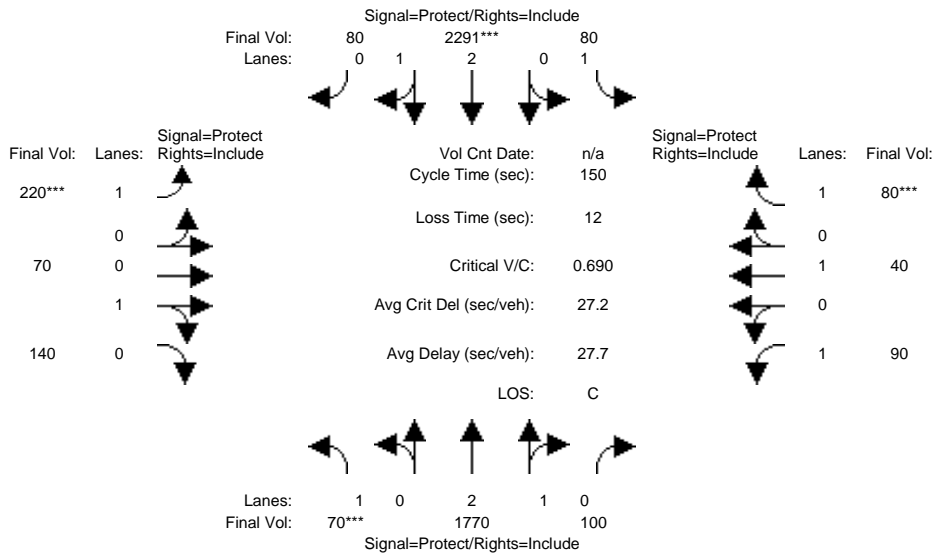 Signal=Protect/Rights=Include
Final Vol: 80 2291*** 80
Lanes: 0 1 2 0 1
Signal=Protect Signal=Protect
Final Vol: Lanes: Rights=Include Vol Cnt Date: n/a Rights=Include Lanes: Final Vol:
Cycle Time (sec): 150
220*** 1 1 80***
Loss Time (sec): 12
0 0
70 0 Critical V/C: 0.690 1 40
1 Avg Crit Del (sec/veh): 27.2 0
140 0 Avg Delay (sec/veh): 27.7 1 90
LOS: C
Lanes: 1 0 2 1 0
Final Vol: 70*** 1770 100
Signal=Protect/Rights=Include